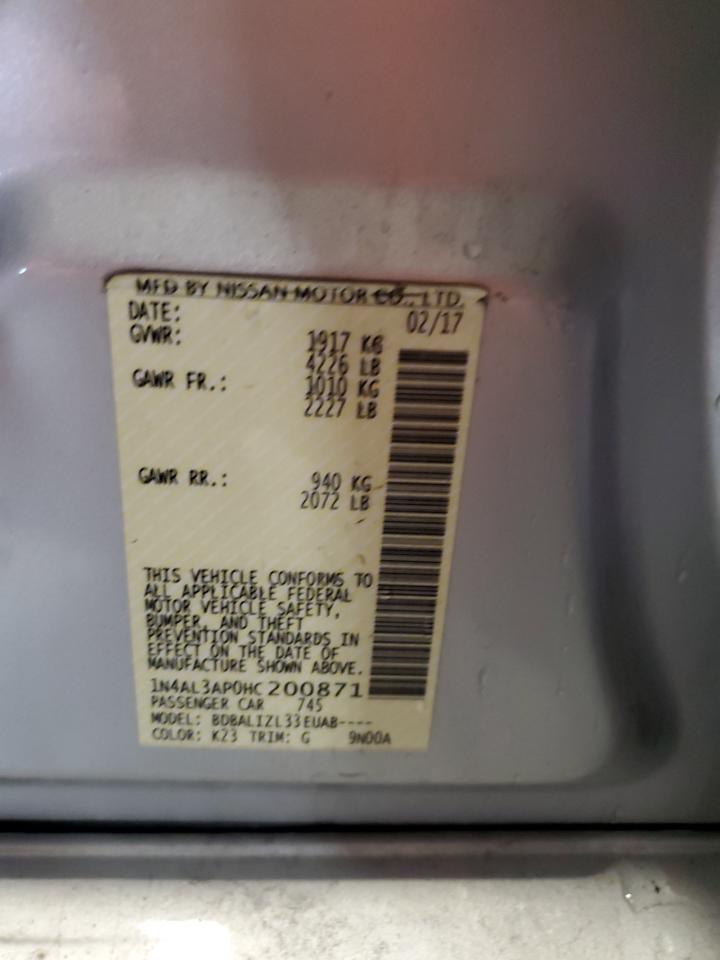 MFD BY NISSAN MOTOR CO., LTD.
DATE: 02/17
GVWR: 1917 KG
4226 LB
GAWR FR.: 1010 KG
2227 LB
GAWR RR.: 940 KG
2072 LB
THIS VEHICLE CONFORMS TO
ALL APPLICABLE FEDERAL
MOTOR VEHICLE SAFETY,
BUMPER, AND THEFT
PREVENTION STANDARDS IN
EFFECT ON THE DATE OF
MANUFACTURE SHOWN ABOVE.
1N4AL3AP0HC200871
PASSENGER CAR 745
MODEL: BDBALIZL33EUAB----
COLOR: K23 TRIM: G 9N00A